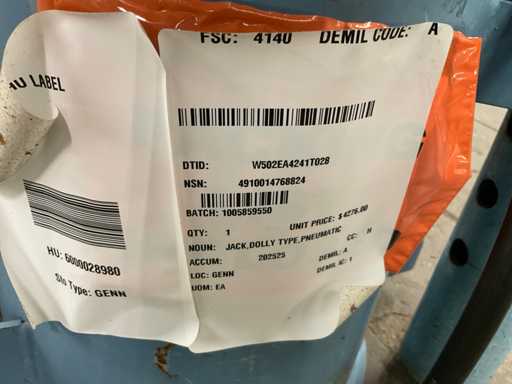 HU LABEL
HU: 6000028980
Sto Type: GENN
FSC: 4140 DEMIL CODE: A
DTID: W502EA4241T028
NSN: 4910014768824
BATCH: 1005859550
QTY: 1 UNIT PRICE: $4276.00
NOUN: JACK,DOLLY TYPE,PNEUMATIC
ACCUM: 202525 CC: H
LOC: GENN DEMIL: A
UOM: EA DEMIL IC: 1